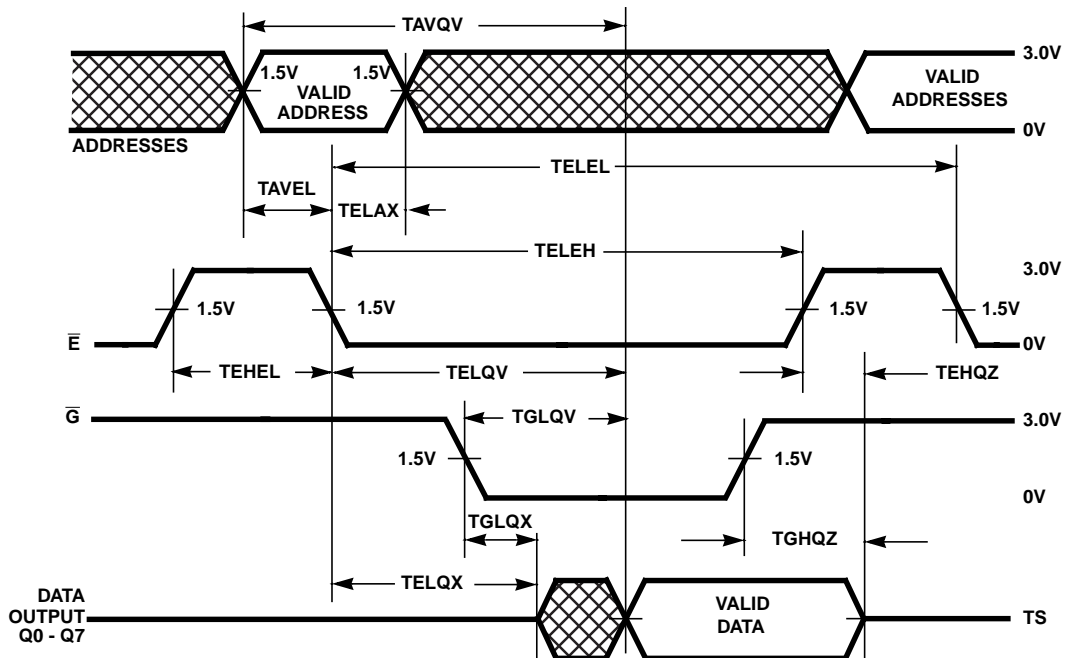 TAVQV
3.0V
1.5V
1.5V
VALID
ADDRESS
VALID
ADDRESSES
0V
ADDRESSES
TELEL
TAVEL
TELAX
TELEH
3.0V
1.5V
1.5V
1.5V
1.5V
E̅
0V
TEHEL
TELQV
TEHQZ
G̅
TGLQV
3.0V
1.5V
1.5V
0V
TGLQX
TGHQZ
TELQX
DATA
OUTPUT
Q0 - Q7
VALID
DATA
TS